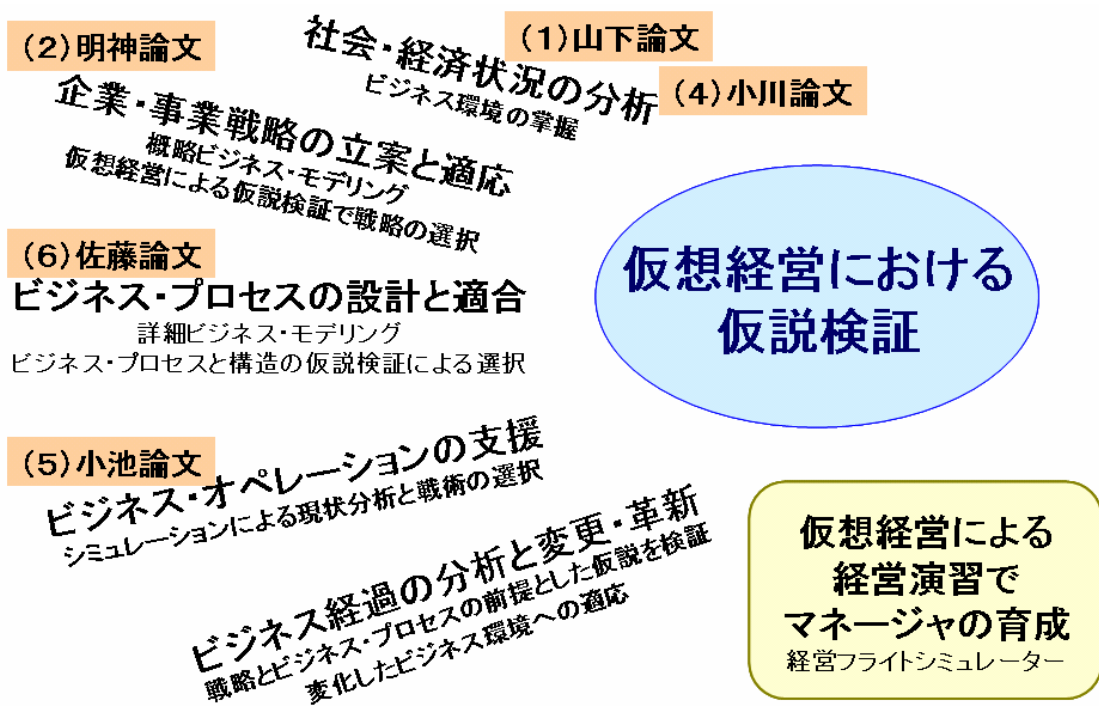 (1)山下論文
(2)明神論文
社会・経済状況の分析
ビジネス環境の掌握
(4)小川論文
企業・事業戦略の立案と適応
概略ビジネス・モデリング
仮想経営による仮説検証で戦略の選択
(6)佐藤論文
ビジネス・プロセスの設計と適合
詳細ビジネス・モデリング
ビジネス・プロセスと構造の仮説検証による選択
仮想経営における
仮説検証
(5)小池論文
ビジネス・オペレーションの支援
シミュレーションによる現状分析と戦術の選択
ビジネス経過の分析と変更・革新
戦略とビジネス・プロセスの前提とした仮説を検証
変化したビジネス環境への適応
仮想経営による
経営演習で
マネージャの育成
経営フライトシミュレーター